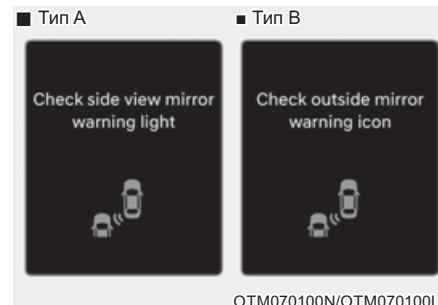 ■ Тип A
■ Тип B
Check side view mirror
warning light
Check outside mirror
warning icon
OTM070100N/OTM070100L